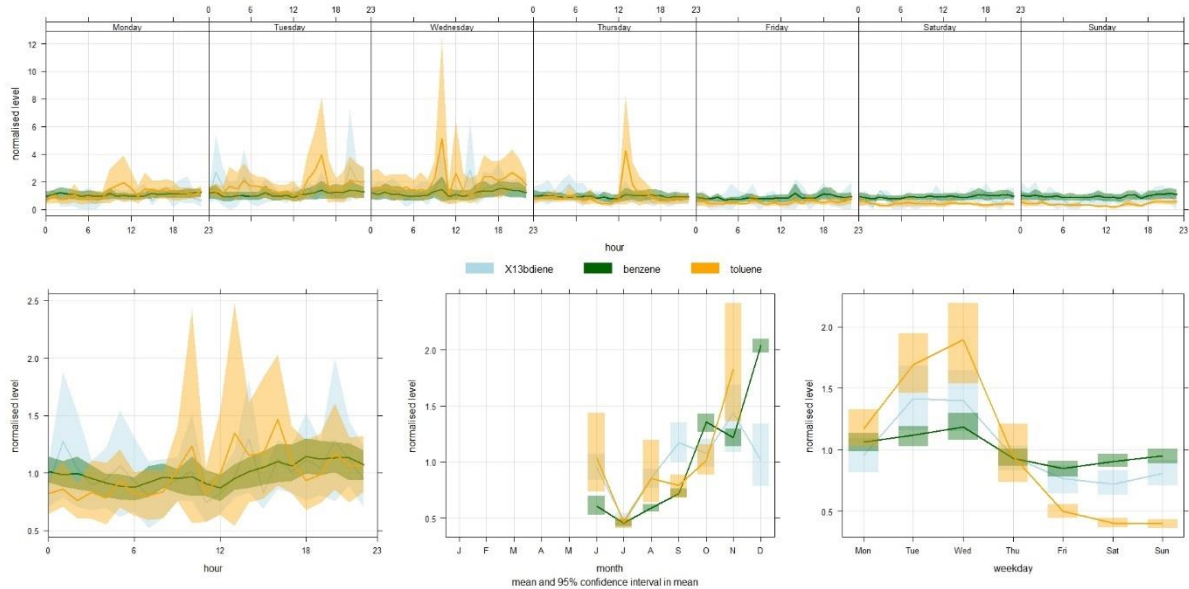 0 6 12 18 23 0 6 12 18 23 0 6 12 18 23
Monday Tuesday Wednesday Thursday Friday Saturday Sunday
12
10
8
6
4
2
0
normalised level
0 6 12 18 23 0 6 12 18 23 0 6 12 18 23 0 6 12 18 23
hour
X13bdiene benzene toluene
2.5
2.0
1.5
1.0
0.5
normalised level
0 6 12 18 23
hour
2.0
1.5
1.0
0.5
normalised level
J F M A M J J A S O N D
month
mean and 95% confidence interval in mean
2.0
1.5
1.0
0.5
normalised level
Mon Tue Wed Thu Fri Sat Sun
weekday